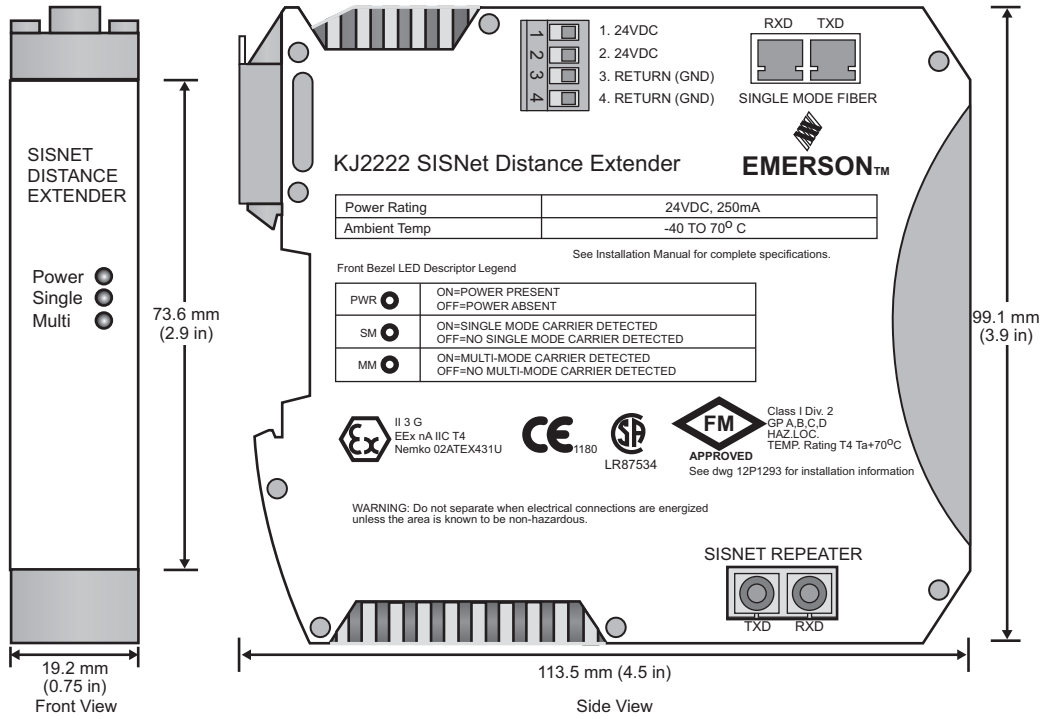 SISNET
DISTANCE
EXTENDER
Power
Single
Multi
73.6 mm
(2.9 in)
19.2 mm
(0.75 in)
Front View
1
2
3
4
1. 24VDC
2. 24VDC
3. RETURN (GND)
4. RETURN (GND)
RXD TXD
SINGLE MODE FIBER
EMERSON™
KJ2222 SISNet Distance Extender
Power Rating 24VDC, 250mA
Ambient Temp -40 TO 70° C
See Installation Manual for complete specifications.
Front Bezel LED Descriptor Legend
PWR ON=POWER PRESENT
OFF=POWER ABSENT
SM ON=SINGLE MODE CARRIER DETECTED
OFF=NO SINGLE MODE CARRIER DETECTED
MM ON=MULTI-MODE CARRIER DETECTED
OFF=NO MULTI-MODE CARRIER DETECTED
Ex
II 3 G
EEx nA IIC T4
Nemko 02ATEX431U
CE 1180
SA
LR87534
FM
APPROVED
Class I Div. 2
GP A,B,C,D
HAZ.LOC.
TEMP. Rating T4 Ta+70°C
See dwg 12P1293 for installation information
WARNING: Do not separate when electrical connections are energized
unless the area is known to be non-hazardous.
SISNET REPEATER
TXD RXD
99.1 mm
(3.9 in)
113.5 mm (4.5 in)
Side View